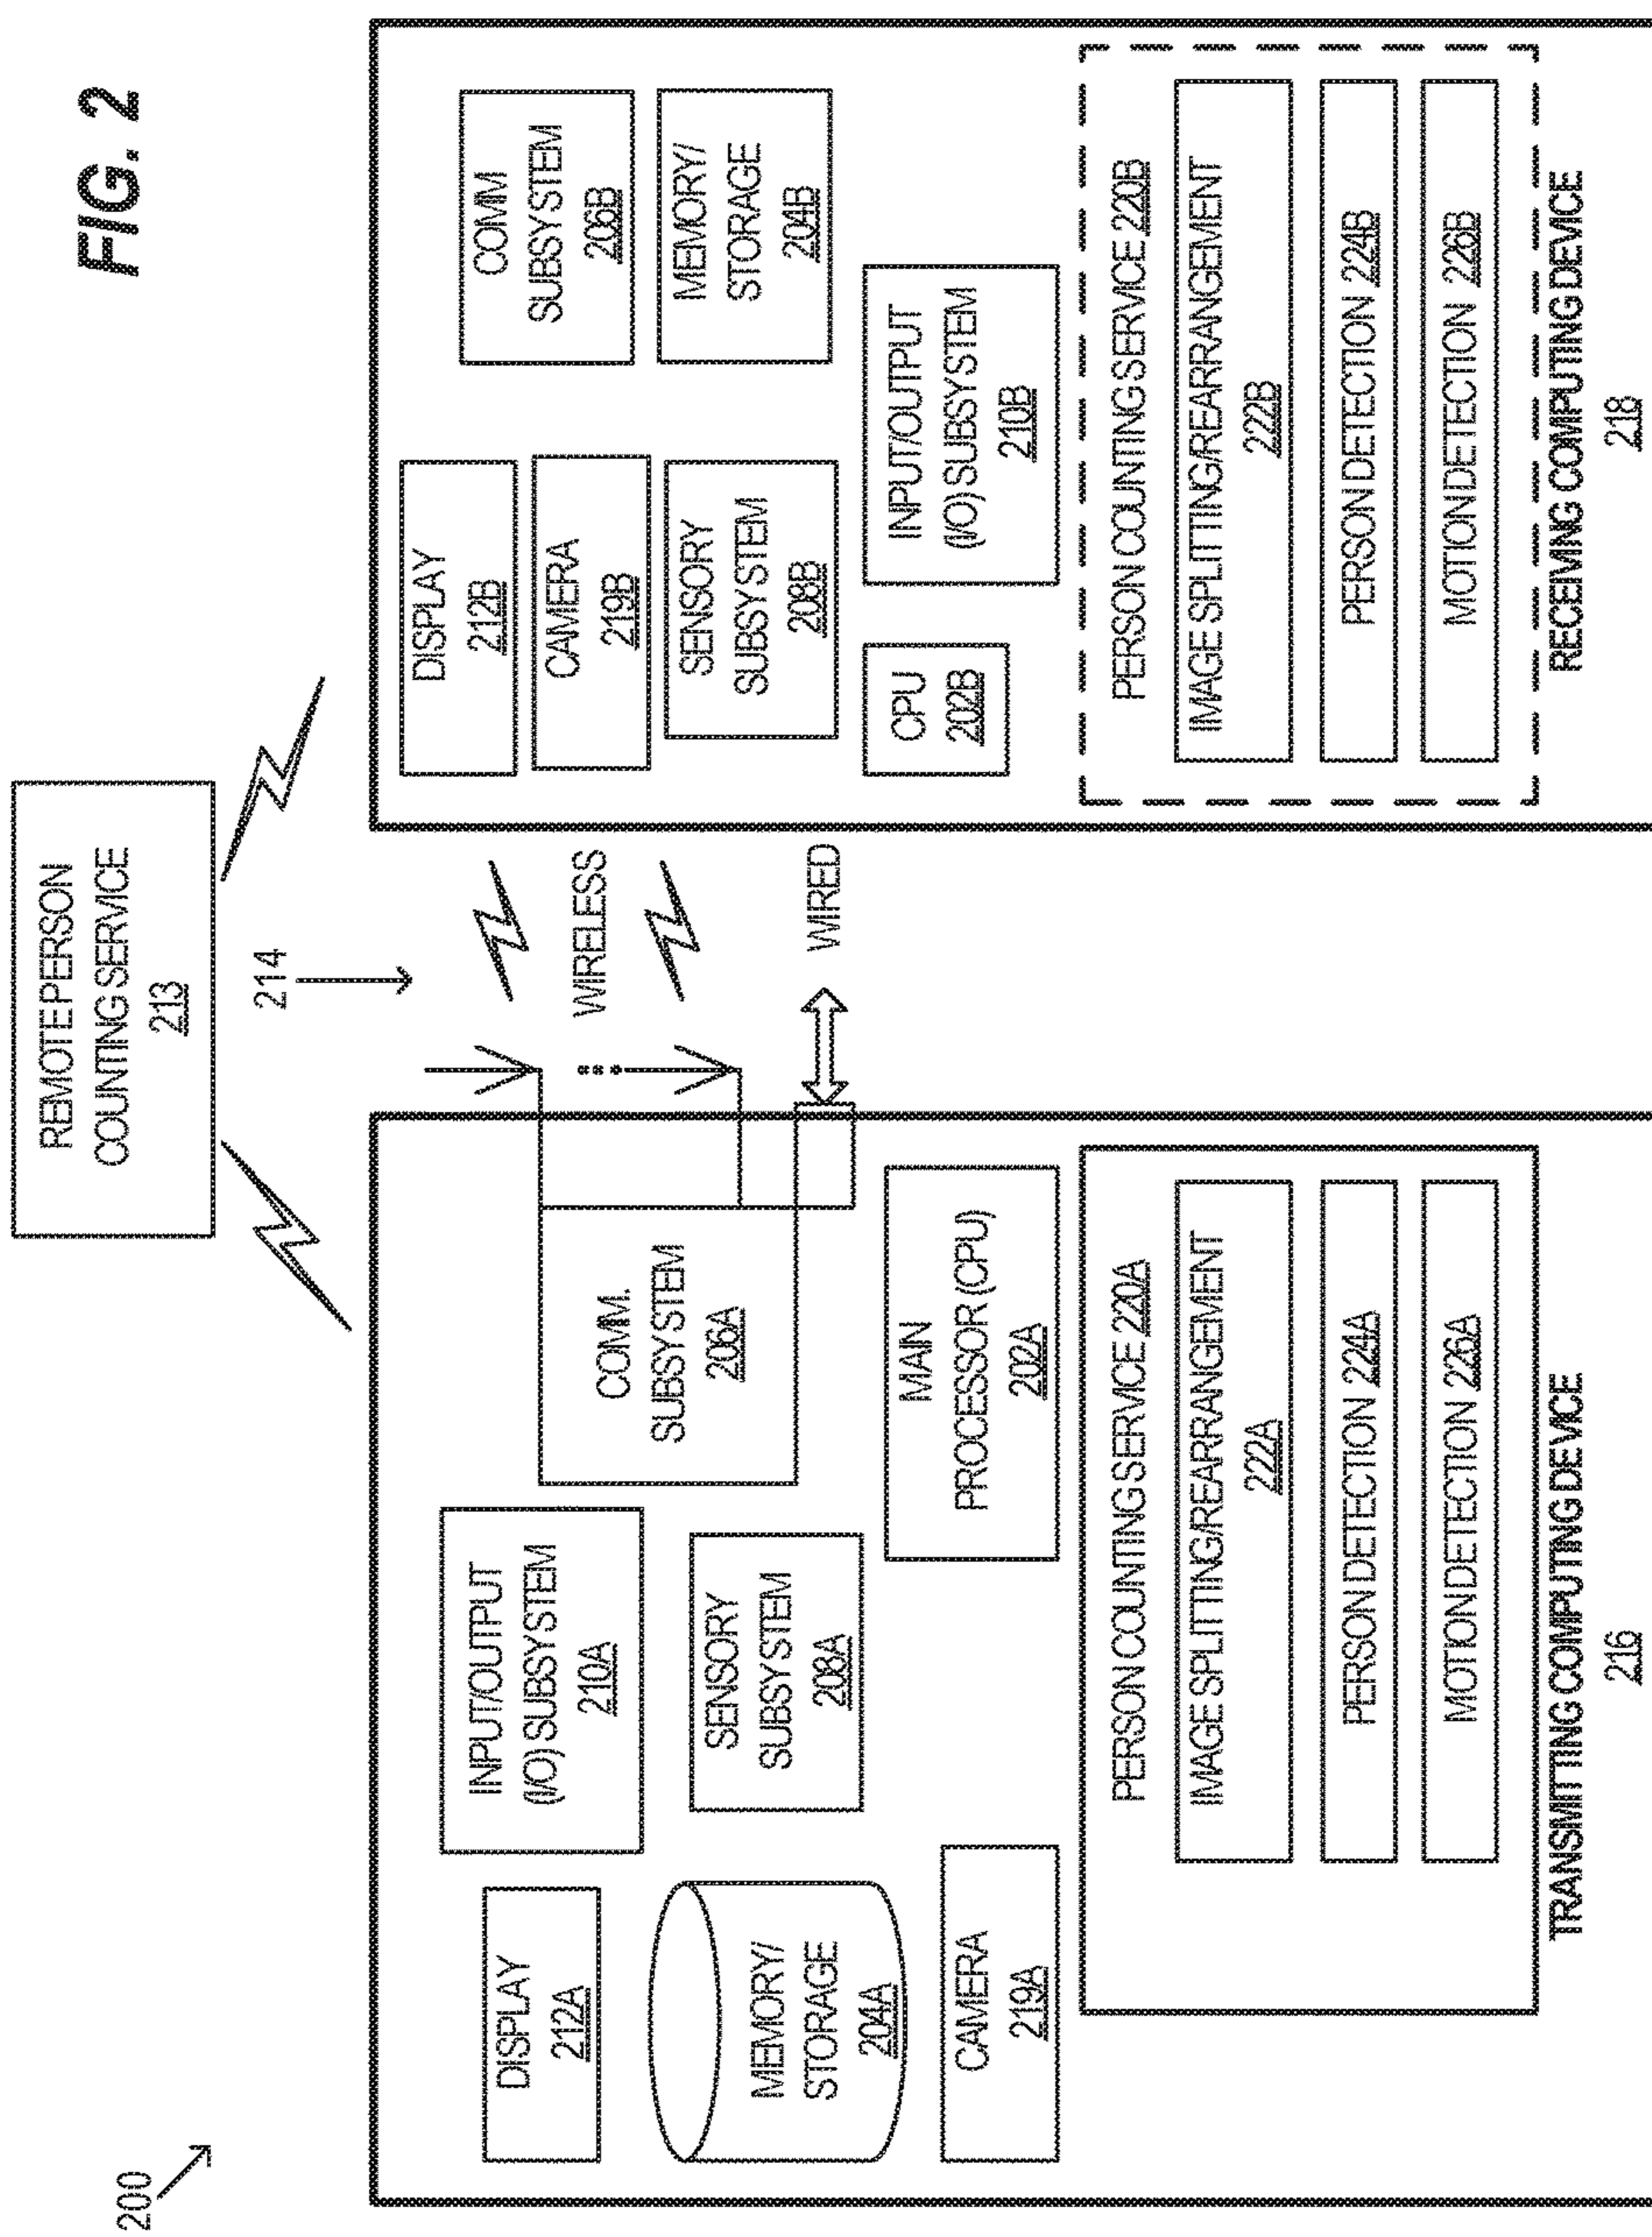 FIG. 2
200
REMOTE PERSON
COUNTING SERVICE
213
214
DISPLAY
212A
MEMORY/
STORAGE
204A
CAMERA
219A
INPUT/OUTPUT
(I/O) SUBSYSTEM
210A
SENSORY
SUBSYSTEM
208A
COMM.
SUBSYSTEM
206A
MAIN
PROCESSOR (CPU)
202A
PERSON COUNTING SERVICE 220A
IMAGE SPLITTING/REARRANGEMENT
222A
PERSON DETECTION 224A
MOTION DETECTION 226A
TRANSMITTING COMPUTING DEVICE
216
WIRELESS
WIRED
DISPLAY
212B
CAMERA
219B
SENSORY
SUBSYSTEM
208B
CPU
202B
COMM
SUBSYSTEM
206B
MEMORY/
STORAGE
204B
INPUT/OUTPUT
(I/O) SUBSYSTEM
210B
PERSON COUNTING SERVICE 220B
IMAGE SPLITTING/REARRANGEMENT
222B
PERSON DETECTION 224B
MOTION DETECTION 226B
RECEIVING COMPUTING DEVICE
218